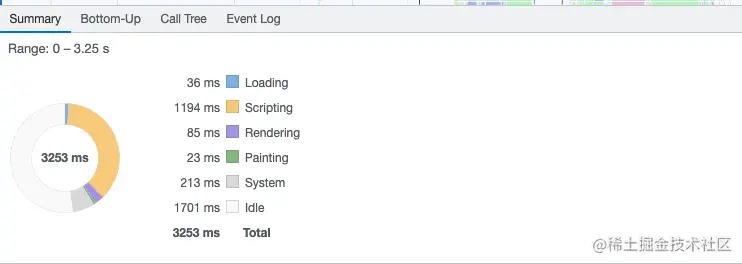 Summary Bottom-Up Call Tree Event Log
Range: 0 – 3.25 s
36 ms Loading
1194 ms Scripting
85 ms Rendering
3253 ms
23 ms Painting
213 ms System
1701 ms Idle
3253 ms Total
@稀土掘金技术社区